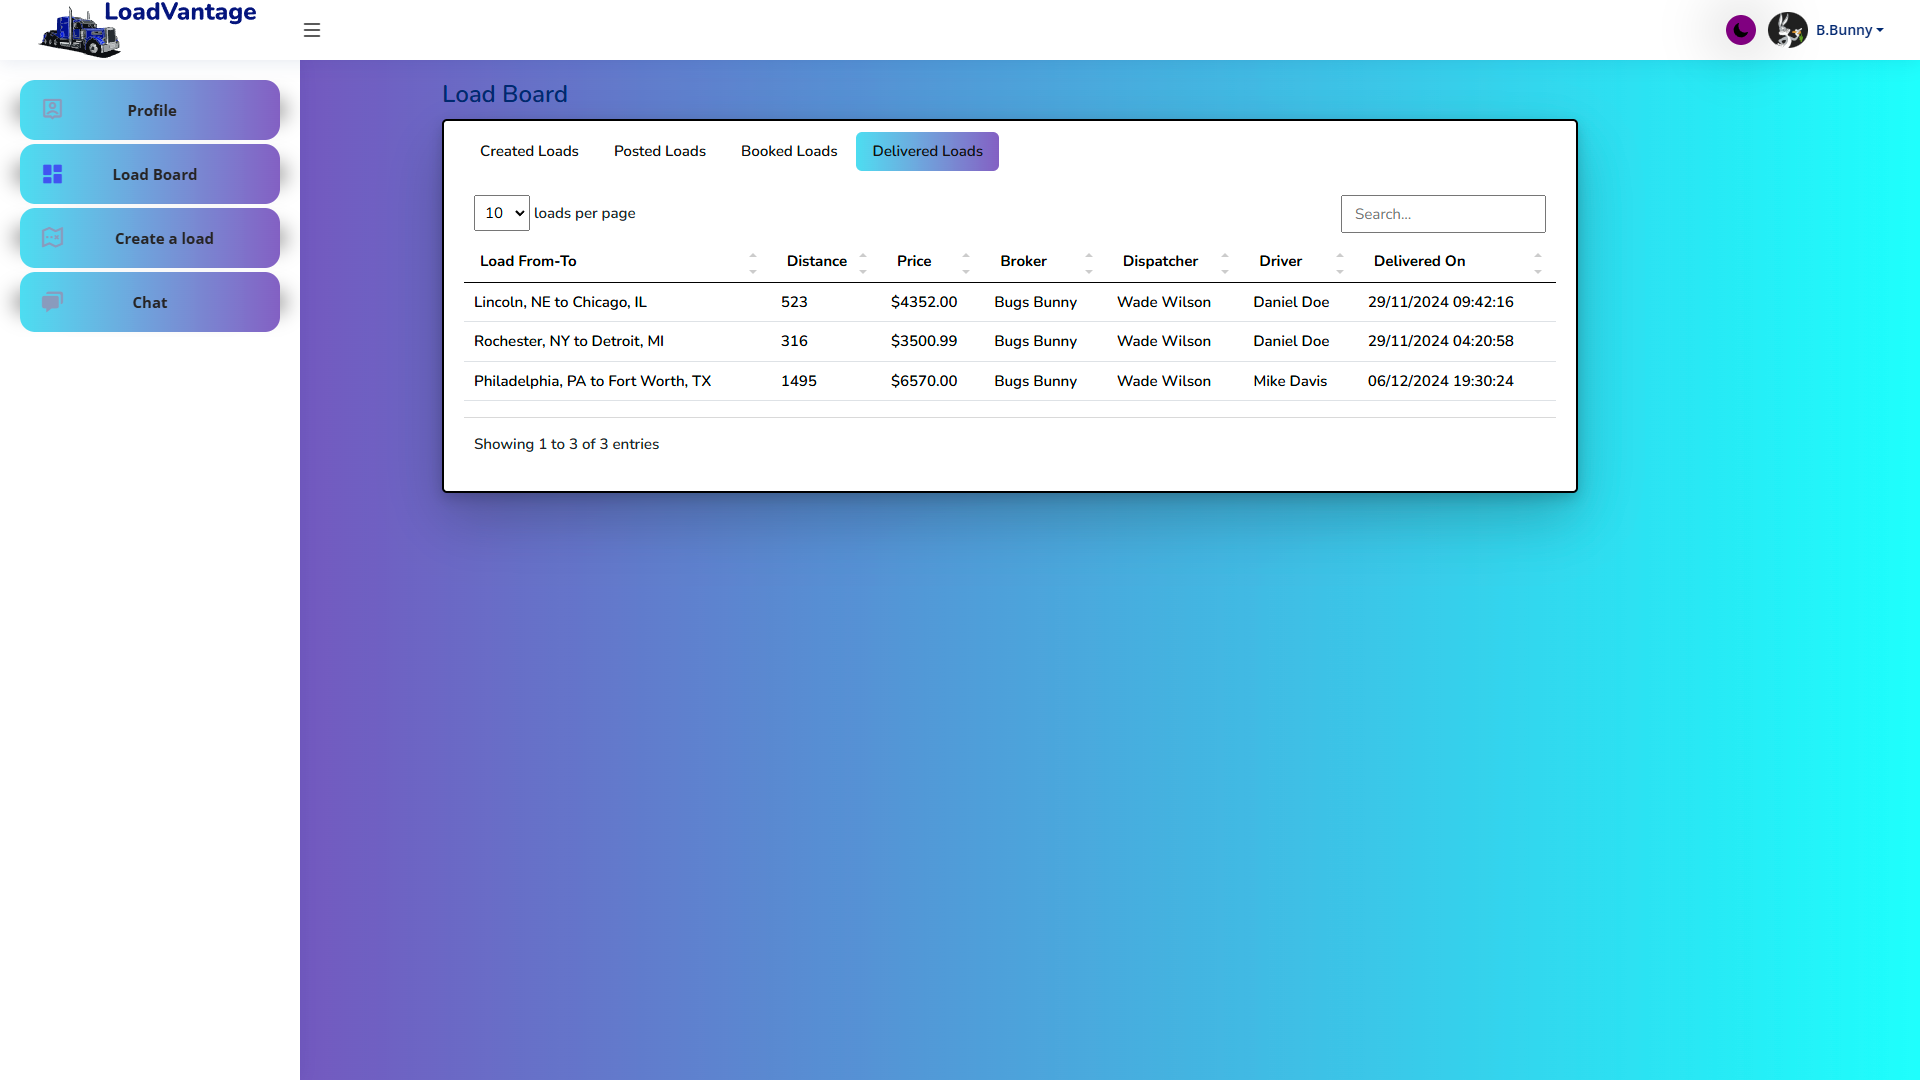 LoadVantage
B.Bunny
Profile
Load Board
Create a load
Chat
Load Board
Created Loads Posted Loads Booked Loads Delivered Loads
10 loads per page Search...
Load From-To Distance Price Broker Dispatcher Driver Delivered On
Lincoln, NE to Chicago, IL 523 $4352.00 Bugs Bunny Wade Wilson Daniel Doe 29/11/2024 09:42:16
Rochester, NY to Detroit, MI 316 $3500.99 Bugs Bunny Wade Wilson Daniel Doe 29/11/2024 04:20:58
Philadelphia, PA to Fort Worth, TX 1495 $6570.00 Bugs Bunny Wade Wilson Mike Davis 06/12/2024 19:30:24
Showing 1 to 3 of 3 entries